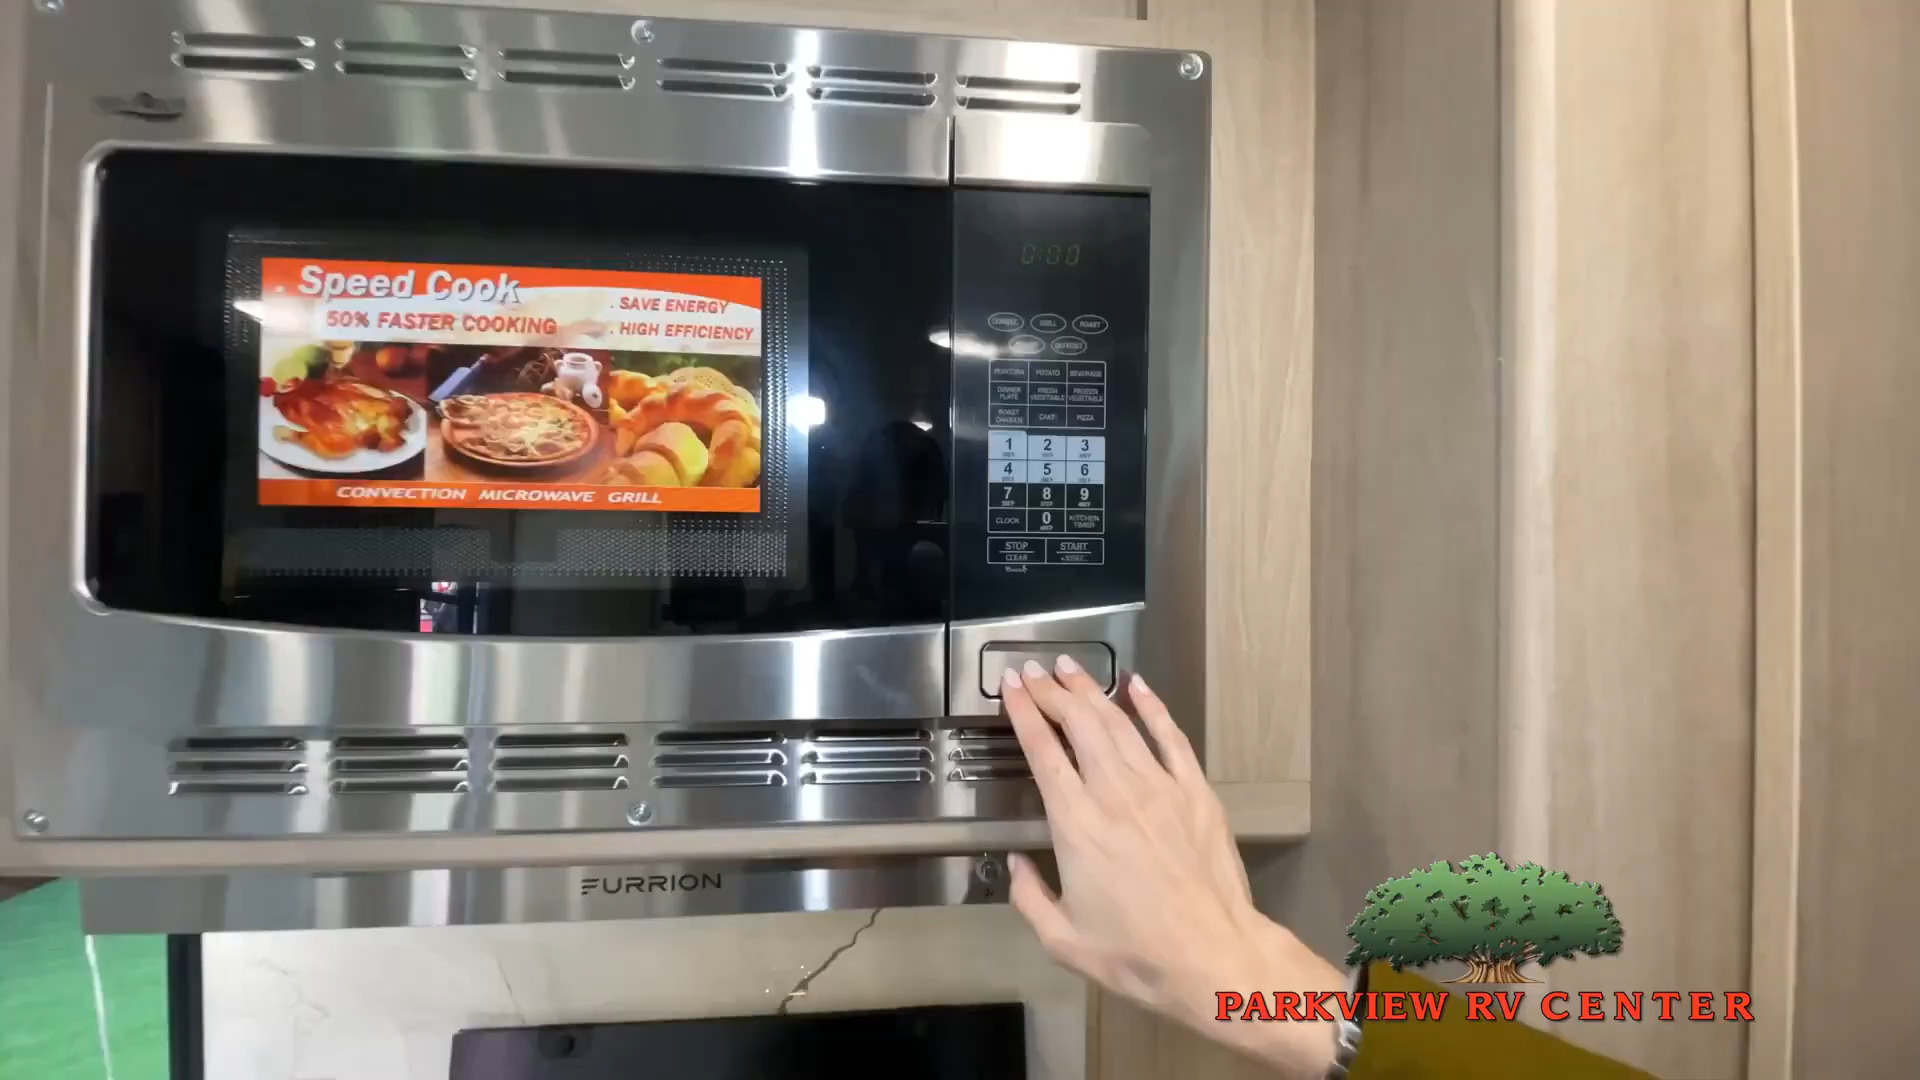 Speed Cook
50% FASTER COOKING
. SAVE ENERGY
. HIGH EFFICIENCY
CONVECTION MICROWAVE GRILL
0:00
CONVEC. GRILL ROAST
DEFROST
POPCORN POTATO BEVERAGE
DINNER PLATE FRESH VEGETABLE FROZEN VEGETABLE
ROAST CHICKEN CAKE PIZZA
1 2 3
4 5 6
7 8 9
CLOCK 0 KITCHEN TIMER
STOP START
CLEAR +30SEC.
FURRION
PARKVIEW RV CENTER